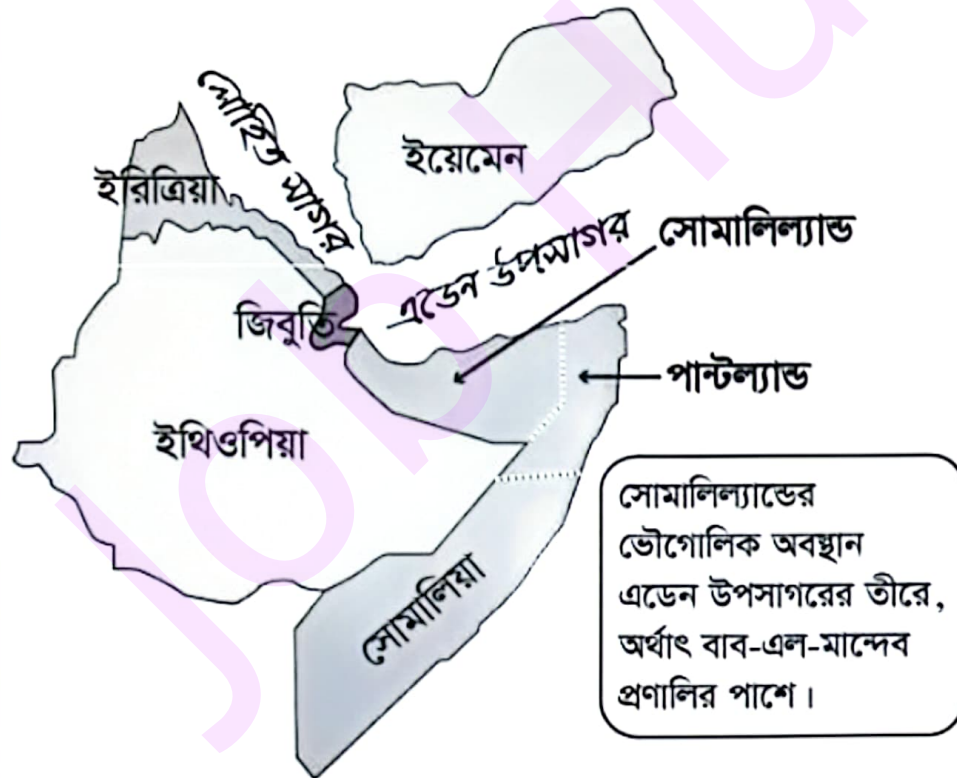 লোহিত সাগর
ইয়েমেন
ইরিত্রিয়া
এডেন উপসাগর
সোমালিল্যান্ড
জিবুতি
পান্টল্যান্ড
ইথিওপিয়া
সোমালিয়া
সোমালিল্যান্ডের
ভৌগোলিক অবস্থান
এডেন উপসাগরের তীরে,
অর্থাৎ বাব-এল-মান্দেব
প্রণালির পাশে।